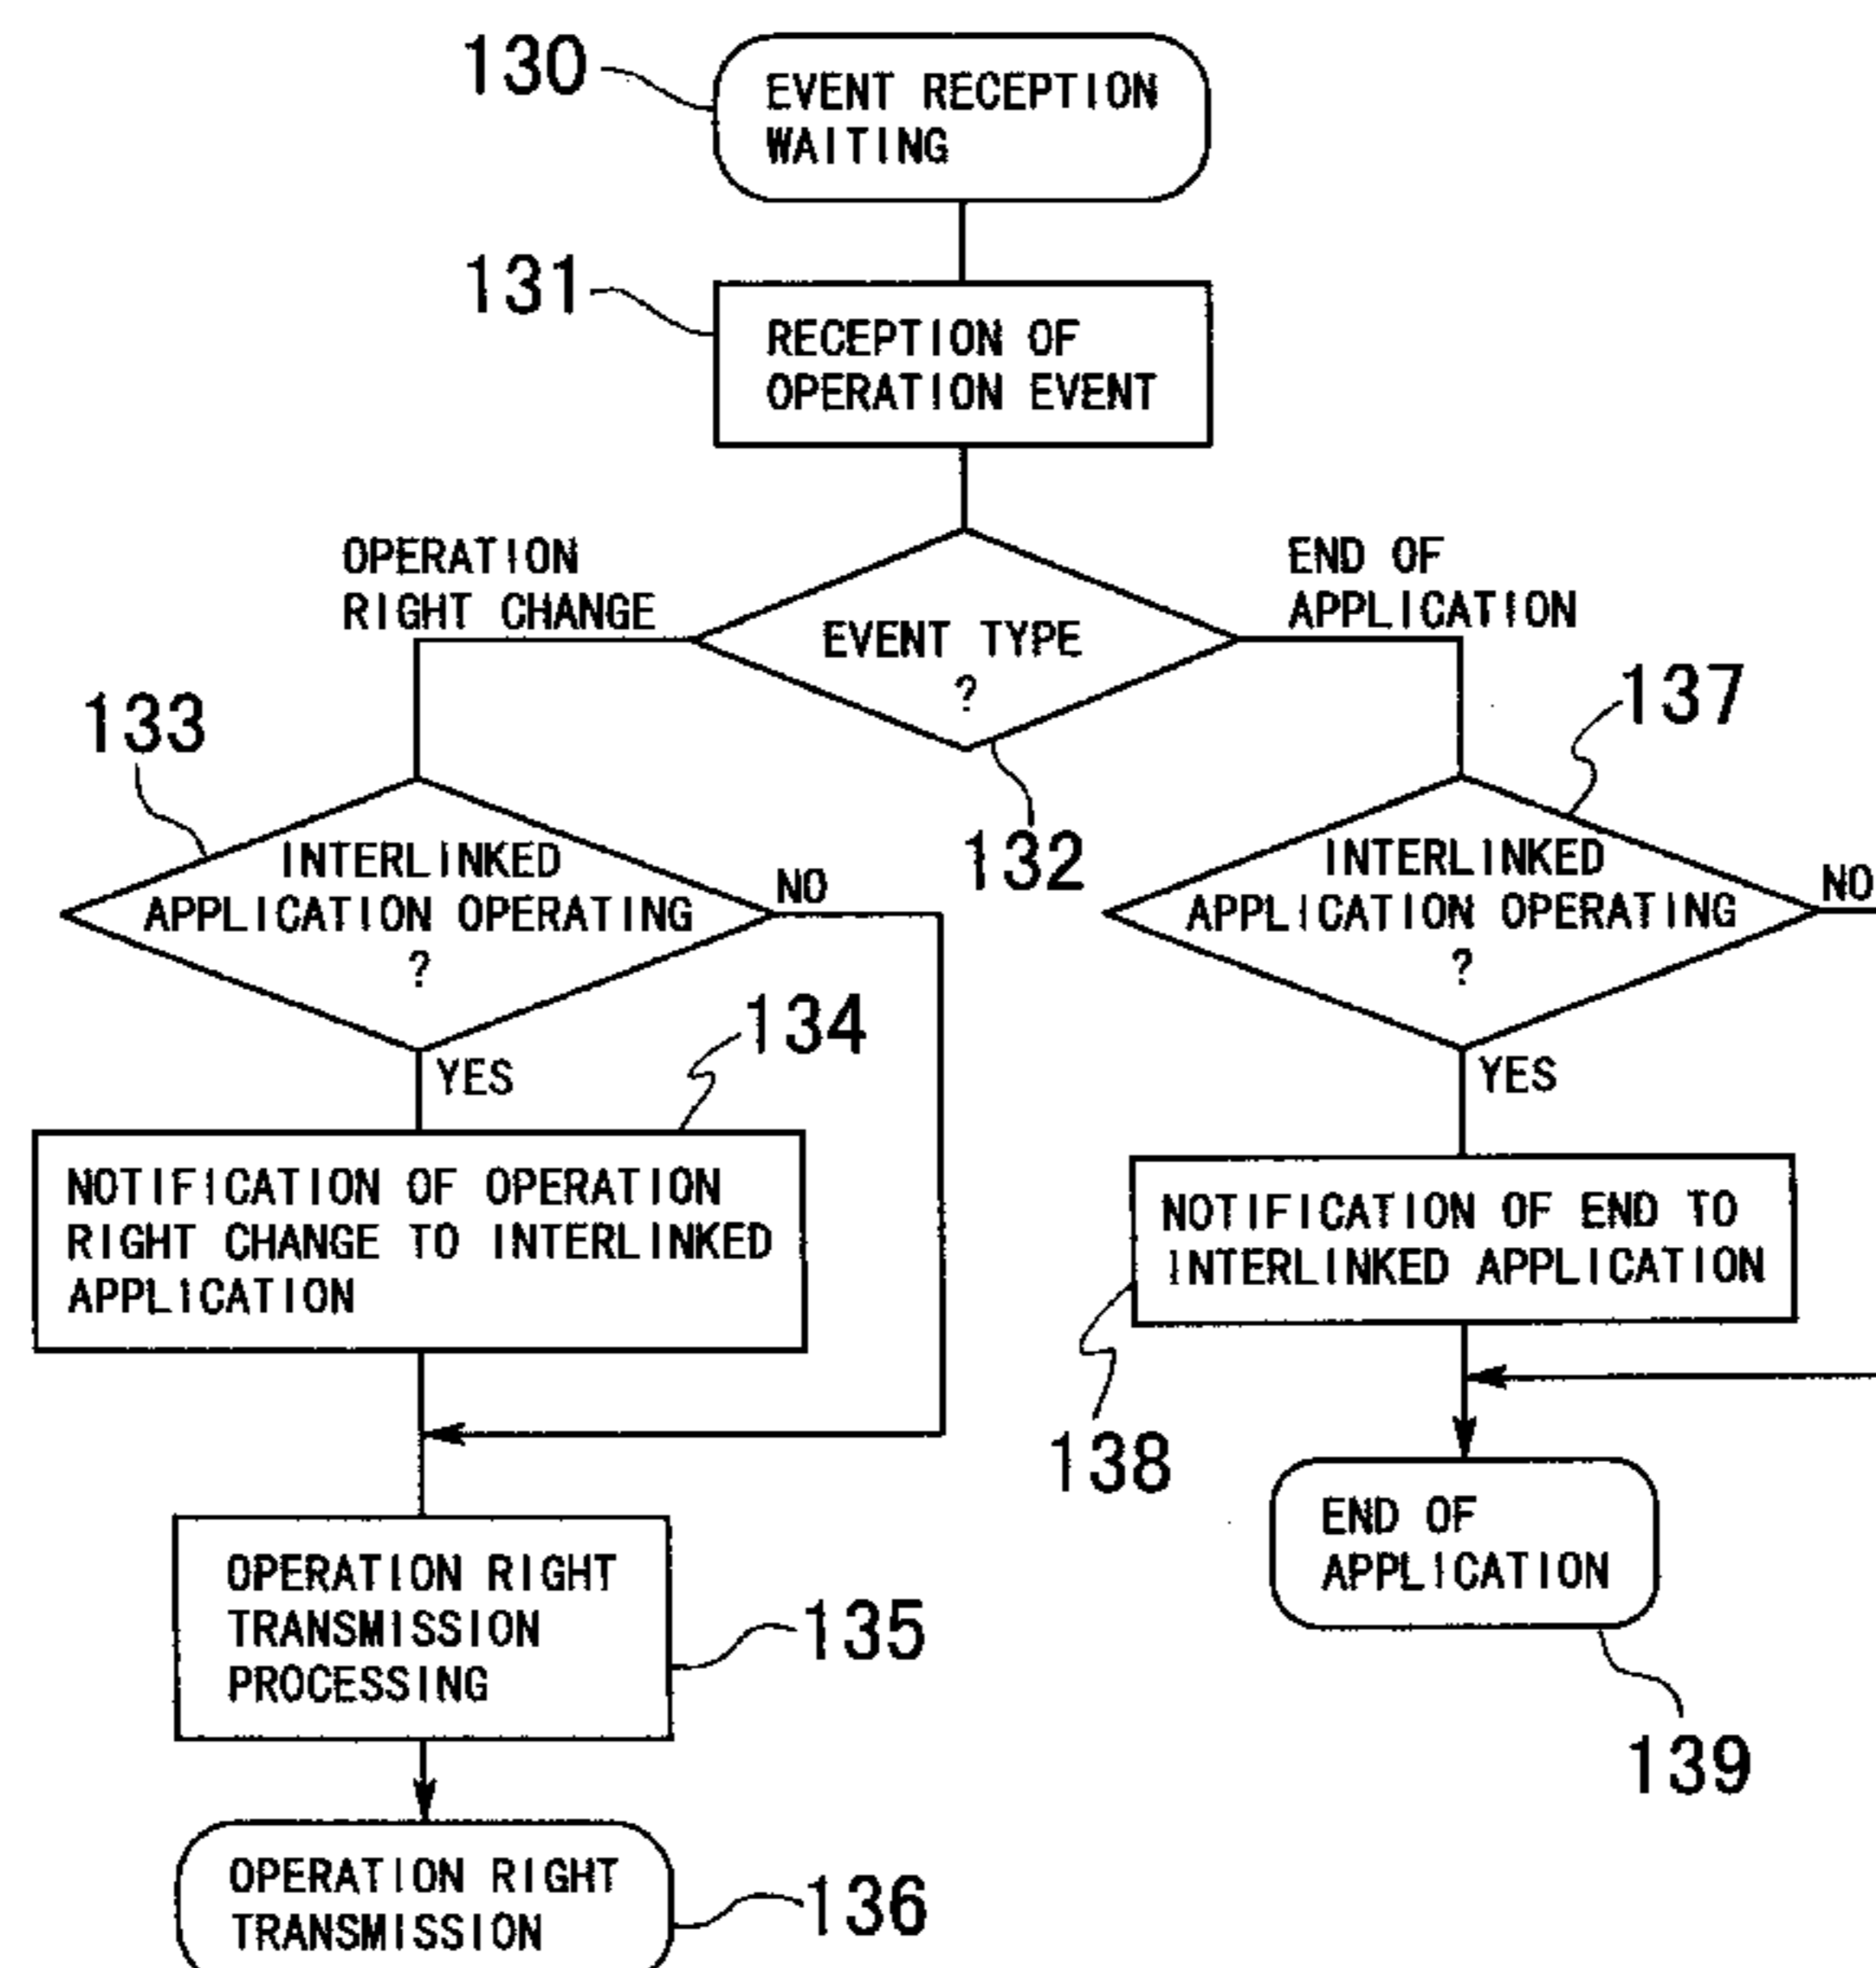 130
EVENT RECEPTION
WAITING
131
RECEPTION OF
OPERATION EVENT
OPERATION
RIGHT CHANGE
END OF
APPLICATION
EVENT TYPE
?
132
133
INTERLINKED
APPLICATION OPERATING
?
NO
YES
137
INTERLINKED
APPLICATION OPERATING
?
NO
YES
134
NOTIFICATION OF OPERATION
RIGHT CHANGE TO INTERLINKED
APPLICATION
NOTIFICATION OF END TO
INTERLINKED APPLICATION
138
OPERATION RIGHT
TRANSMISSION
PROCESSING
135
END OF
APPLICATION
139
OPERATION RIGHT
TRANSMISSION
136